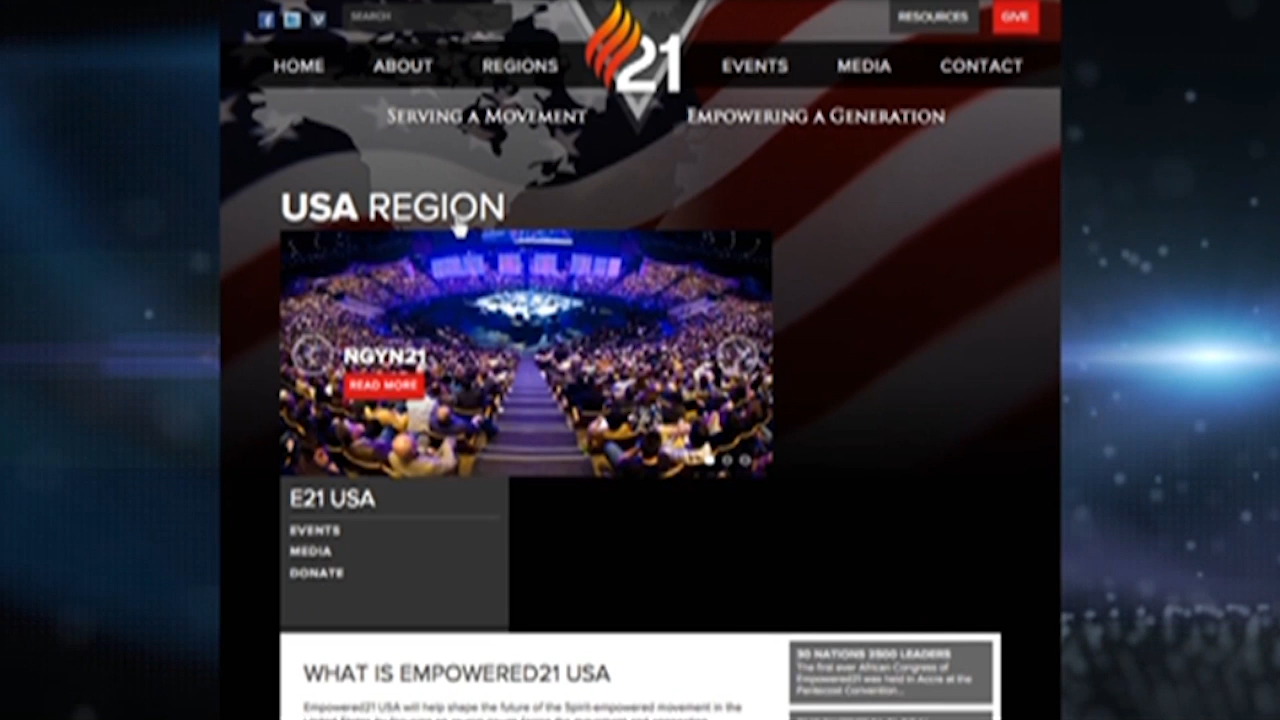 SEARCH
RESOURCES
GIVE
HOME
ABOUT
REGIONS
21
EVENTS
MEDIA
CONTACT
SERVING A MOVEMENT
EMPOWERING A GENERATION
USA REGION
NGYN21
READ MORE
E21 USA
EVENTS
MEDIA
DONATE
WHAT IS EMPOWERED21 USA
Empowered21 USA will help shape the future of the Spirit-empowered movement in the
30 NATIONS 3500 LEADERS
The first ever African Congress of
Empowered21 was held in Accra at the
Pentecost Convention...